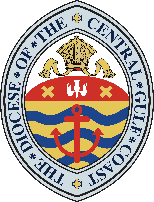 THE • DIOCESE • OF • THE • CENTRAL • GULF • COAST